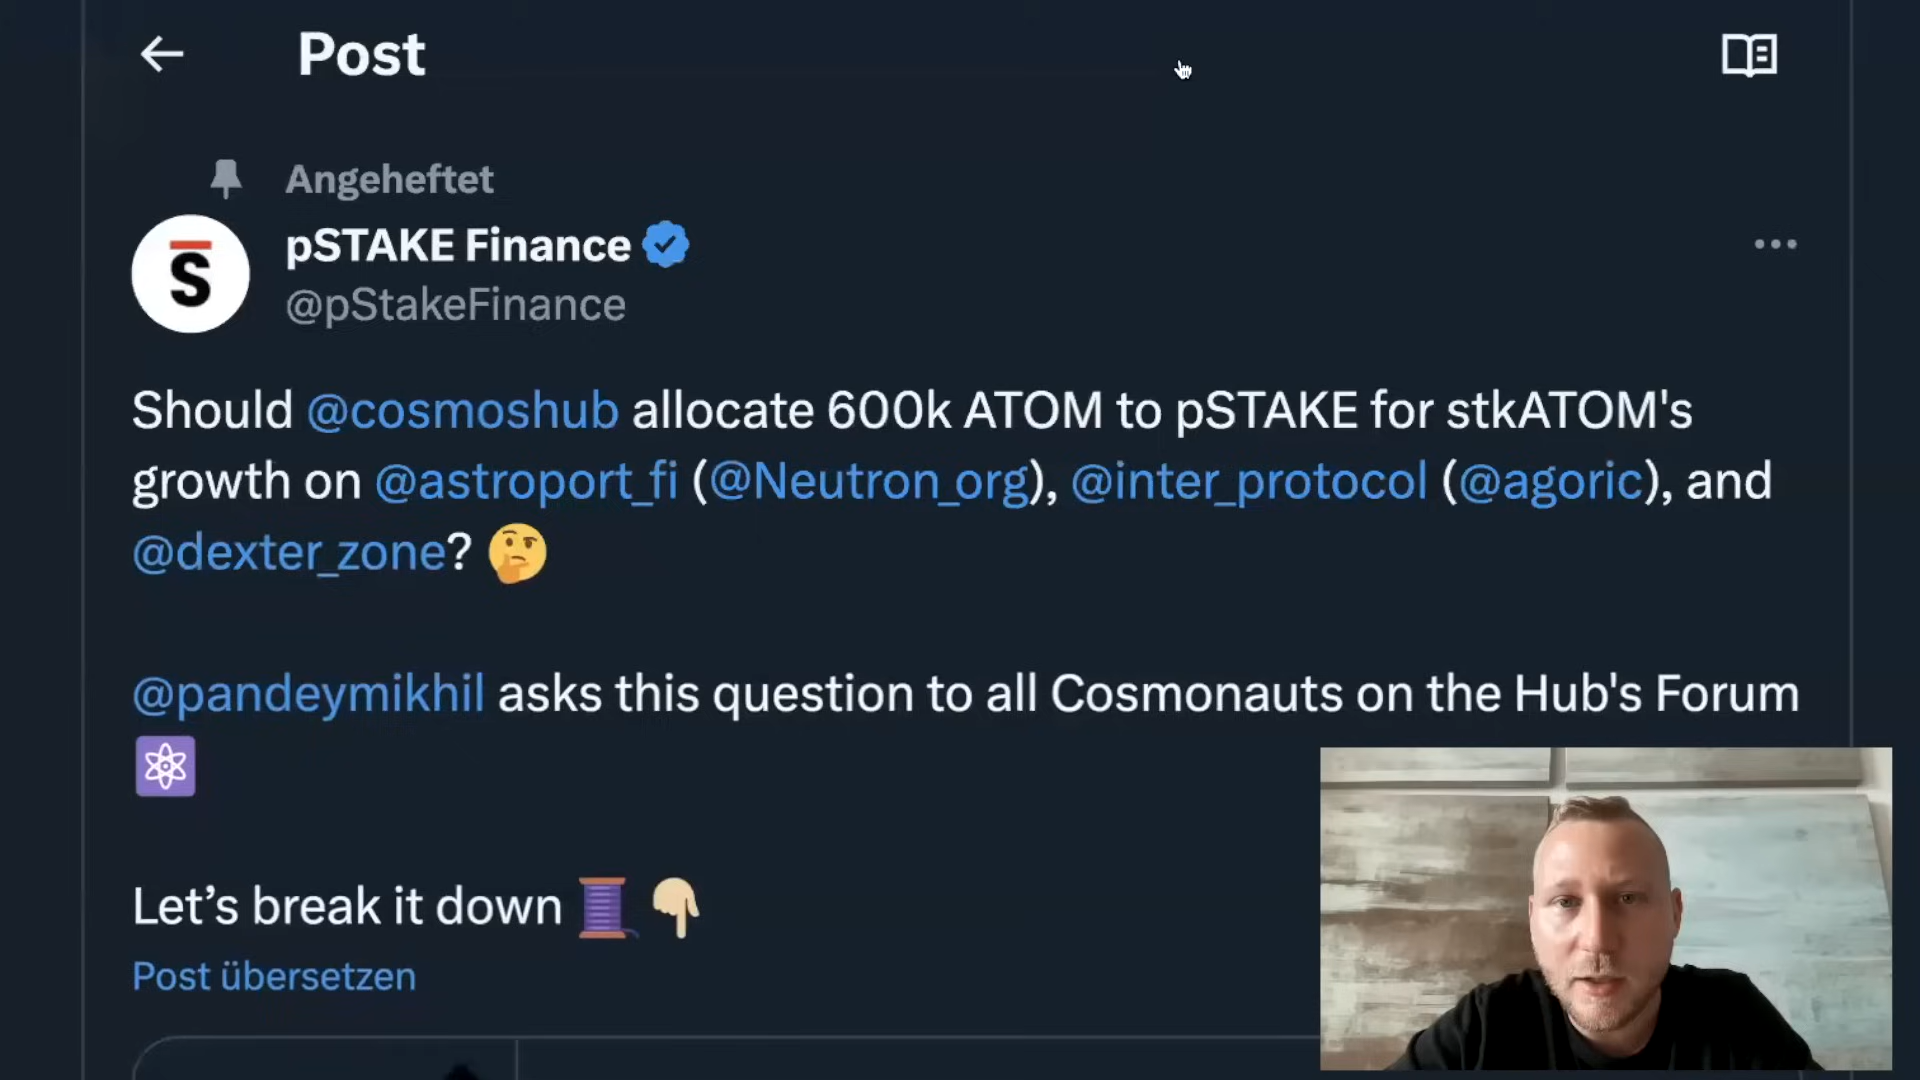 Post
Angeheftet
S
pSTAKE Finance
@pStakeFinance
Should @cosmoshub allocate 600k ATOM to pSTAKE for stkATOM's
growth on @astroport_fi (@Neutron_org), @inter_protocol (@agoric), and
@dexter_zone? 🤔
@pandeymikhil asks this question to all Cosmonauts on the Hub's Forum
⚛️
Let’s break it down 🧵👇🏼
Post übersetzen